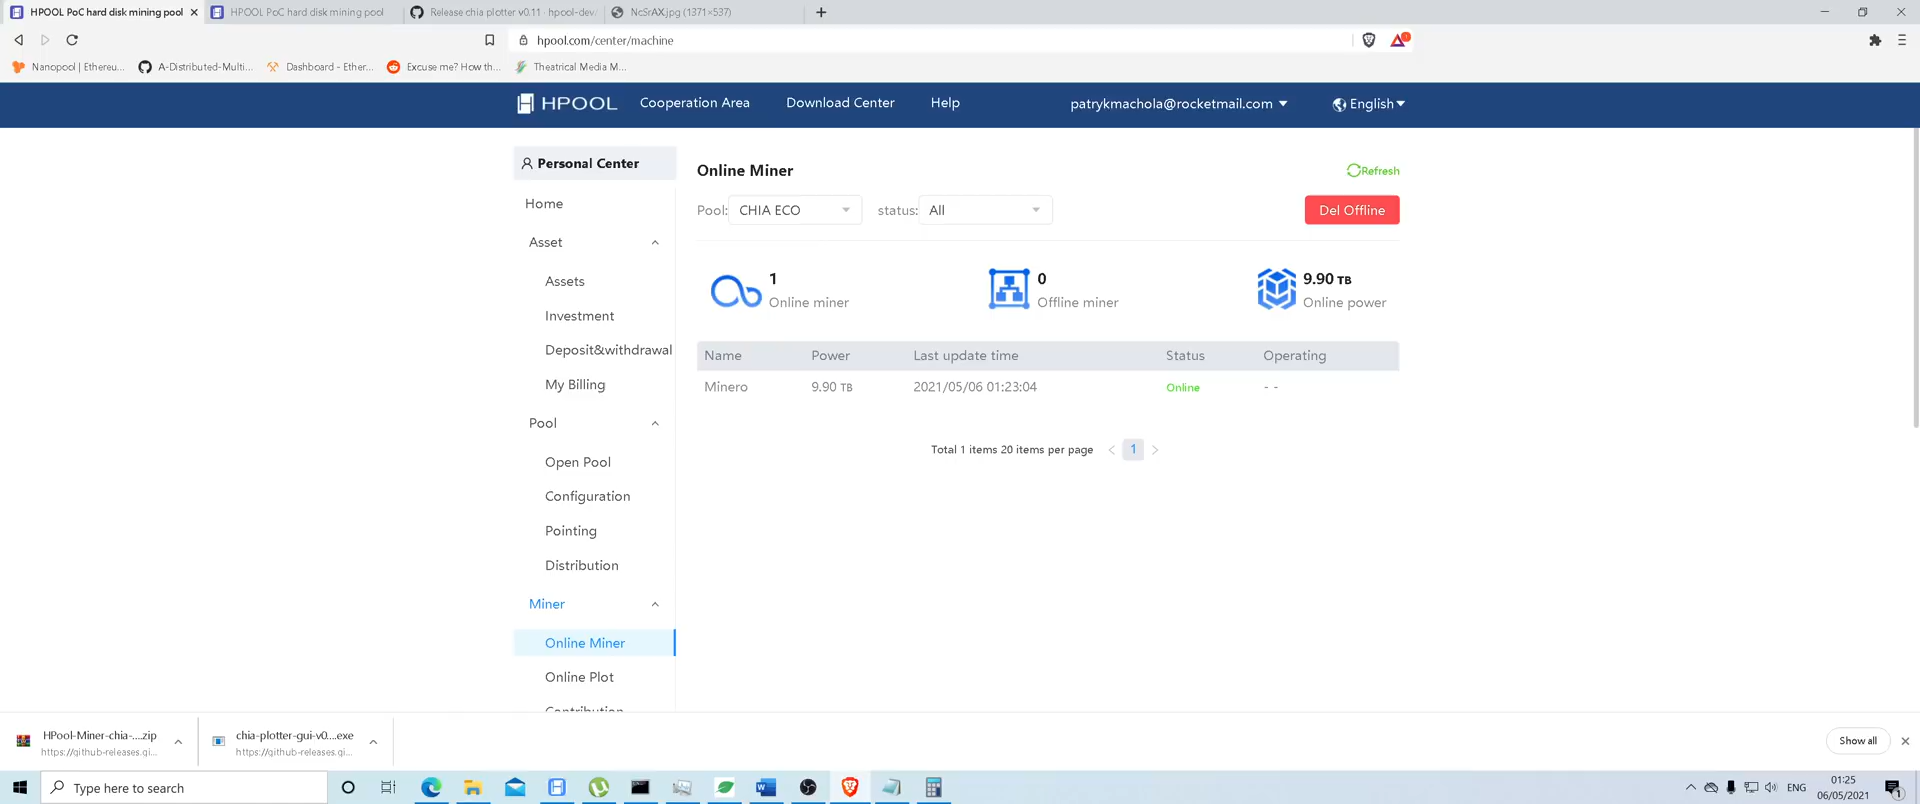 HPOOL PoC hard disk mining pool
HPOOL PoC hard disk mining pool
Release chia plotter v0.11 · hpool-dev/
NcSrAX.jpg (1371×537)
hpool.com/center/machine
Nanopool | Ethereu...
A-Distributed-Multi...
Dashboard - Ether...
Excuse me? How th...
Theatrical Media M...
HPOOL
Cooperation Area
Download Center
Help
patrykmachola@rocketmail.com
English
Personal Center
Home
Asset
Assets
Investment
Deposit&withdrawal
My Billing
Pool
Open Pool
Configuration
Pointing
Distribution
Miner
Online Miner
Online Plot
Contribution
Online Miner
Refresh
Pool: CHIA ECO
status: All
Del Offline
1
Online miner
0
Offline miner
9.90 TB
Online power
Name Power Last update time Status Operating
Minero 9.90 TB 2021/05/06 01:23:04 Online - -
Total 1 items 20 items per page < 1 >
HPool-Miner-chia-....zip
https://github-releases.gi...
chia-plotter-gui-v0....exe
https://github-releases.gi...
Show all
Type here to search
ENG
01:25
06/05/2021
1